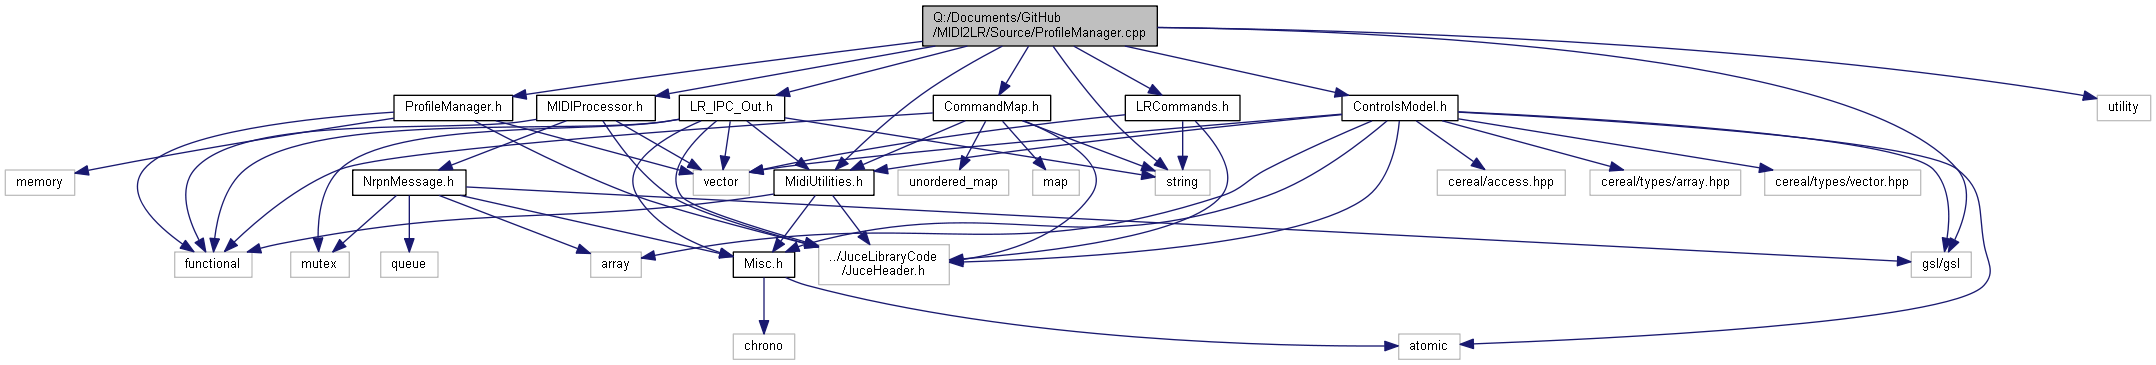 Q:/Documents/GitHub
/MIDI2LR/Source/ProfileManager.cpp
ProfileManager.h
MIDIProcessor.h
LR_IPC_Out.h
CommandMap.h
LRCommands.h
ControlsModel.h
utility
memory
NrpnMessage.h
vector
MidiUtilities.h
unordered_map
map
string
cereal/access.hpp
cereal/types/array.hpp
cereal/types/vector.hpp
functional
mutex
queue
array
Misc.h
../JuceLibraryCode
/JuceHeader.h
gsl/gsl
chrono
atomic